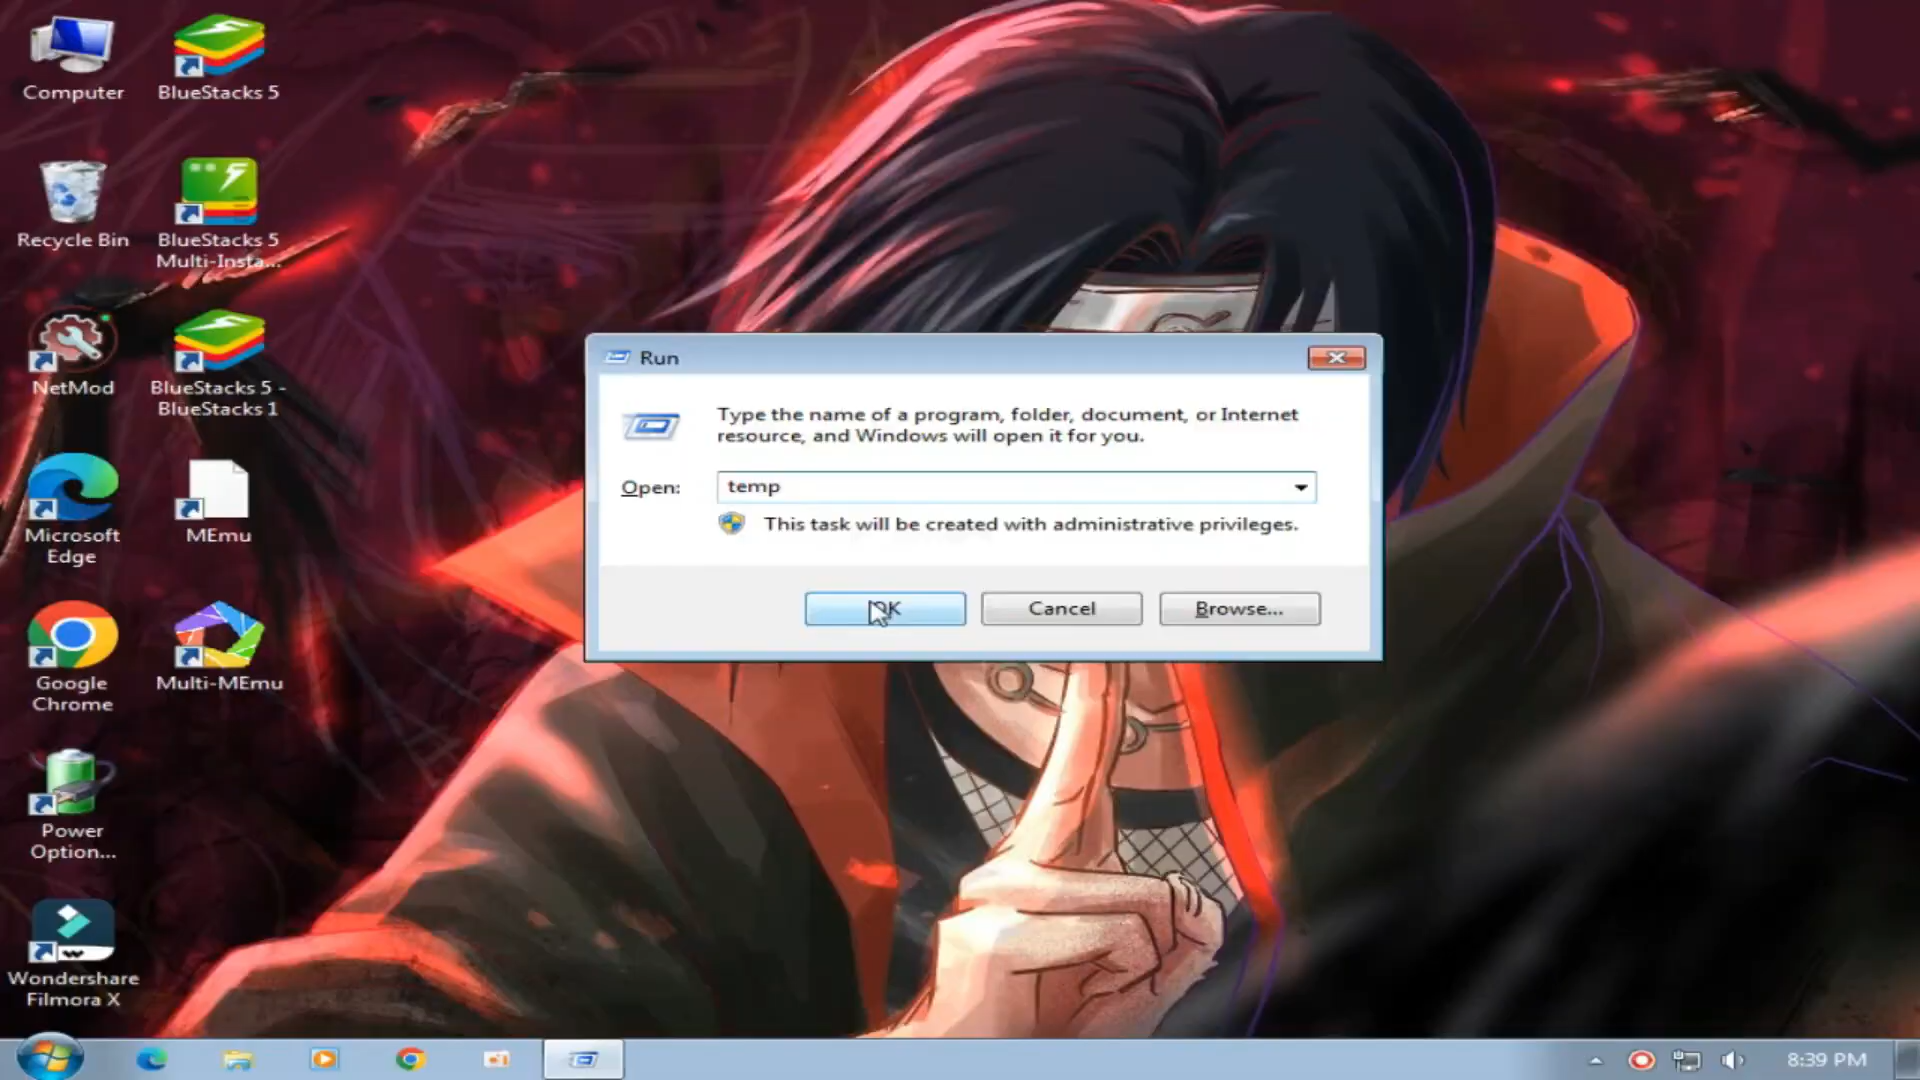 Computer
BlueStacks 5
Recycle Bin
BlueStacks 5
Multi-Insta...
NetMod
BlueStacks 5 -
BlueStacks 1
Microsoft
Edge
MEmu
Google
Chrome
Multi-MEmu
Power
Option...
Wondershare
Filmora X
Run
Type the name of a program, folder, document, or Internet
resource, and Windows will open it for you.
Open:
temp
This task will be created with administrative privileges.
OK
Cancel
Browse...
8:39 PM